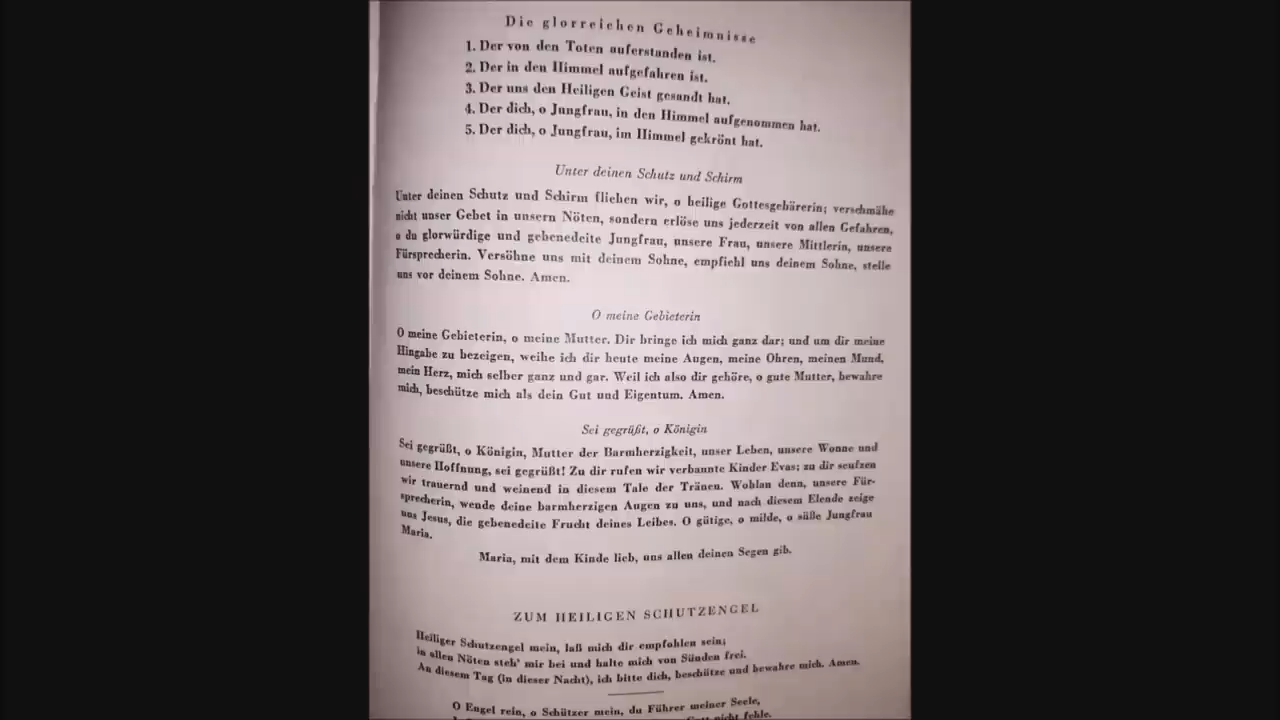 Die glorreichen Geheimnisse
1. Der von den Toten auferstanden ist.
2. Der in den Himmel aufgefahren ist.
3. Der uns den Heiligen Geist gesandt hat.
4. Der dich, o Jungfrau, in den Himmel aufgenommen hat.
5. Der dich, o Jungfrau, im Himmel gekrönt hat.
Unter deinen Schutz und Schirm
Unter deinen Schutz und Schirm fliehen wir, o heilige Gottesgebärerin; verschmähe
nicht unser Gebet in unsern Nöten, sondern erlöse uns jederzeit von allen Gefahren,
o du glorwürdige und gebenedeite Jungfrau, unsere Frau, unsere Mittlerin, unsere
Fürsprecherin. Versöhne uns mit deinem Sohne, empfiehl uns deinem Sohne, stelle
uns vor deinem Sohne. Amen.
O meine Gebieterin
O meine Gebieterin, o meine Mutter. Dir bringe ich mich ganz dar; und um dir meine
Hingabe zu bezeigen, weihe ich dir heute meine Augen, meine Ohren, meinen Mund,
mein Herz, mich selber ganz und gar. Weil ich also dir gehöre, o gute Mutter, bewahre
mich, beschütze mich als dein Gut und Eigentum. Amen.
Sei gegrüßt, o Königin
Sei gegrüßt, o Königin, Mutter der Barmherzigkeit, unser Leben, unsere Wonne und
unsere Hoffnung, sei gegrüßt! Zu dir rufen wir verbannte Kinder Evas; zu dir seufzen
wir trauernd und weinend in diesem Tale der Tränen. Wohlan denn, unsere Für-
sprecherin, wende deine barmherzigen Augen zu uns, und nach diesem Elende zeige
uns Jesus, die gebenedeite Frucht deines Leibes. O gütige, o milde, o süße Jungfrau
Maria.
Maria, mit dem Kinde lieb, uns allen deinen Segen gib.
ZUM HEILIGEN SCHUTZENGEL
Heiliger Schutzengel mein, laß mich dir empfohlen sein;
in allen Nöten steh' mir bei und halte mich von Sünden frei.
An diesem Tag (in dieser Nacht), ich bitte dich, beschütze und bewahre mich. Amen.
O Engel rein, o Schützer mein, du Führer meiner Seele,
Gott nicht fehle.